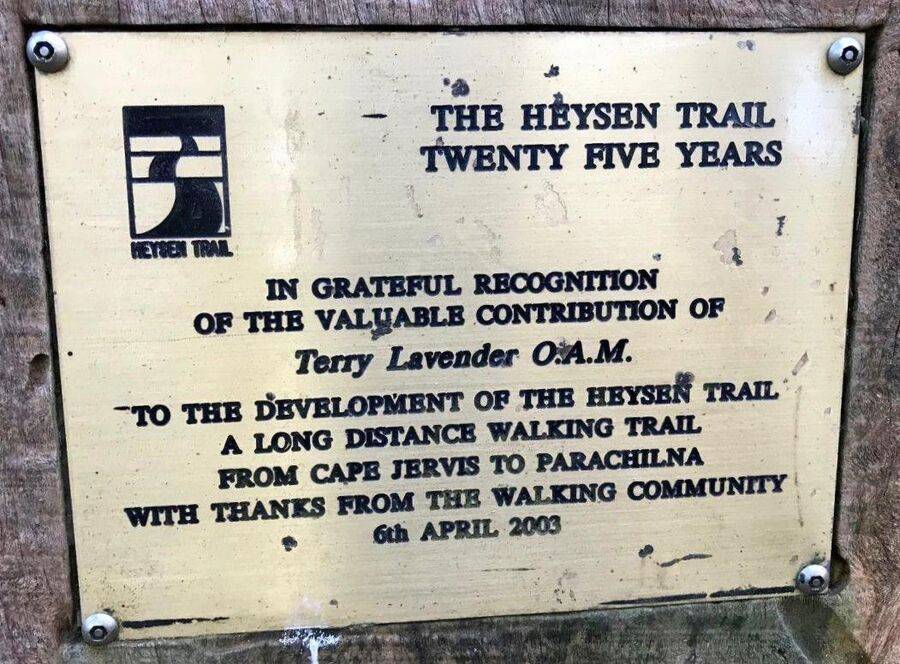 HEYSEN TRAIL
THE HEYSEN TRAIL
TWENTY FIVE YEARS
IN GRATEFUL RECOGNITION
OF THE VALUABLE CONTRIBUTION OF
Terry Lavender O.A.M.
TO THE DEVELOPMENT OF THE HEYSEN TRAIL
A LONG DISTANCE WALKING TRAIL
FROM CAPE JERVIS TO PARACHILNA
WITH THANKS FROM THE WALKING COMMUNITY
6th APRIL 2003